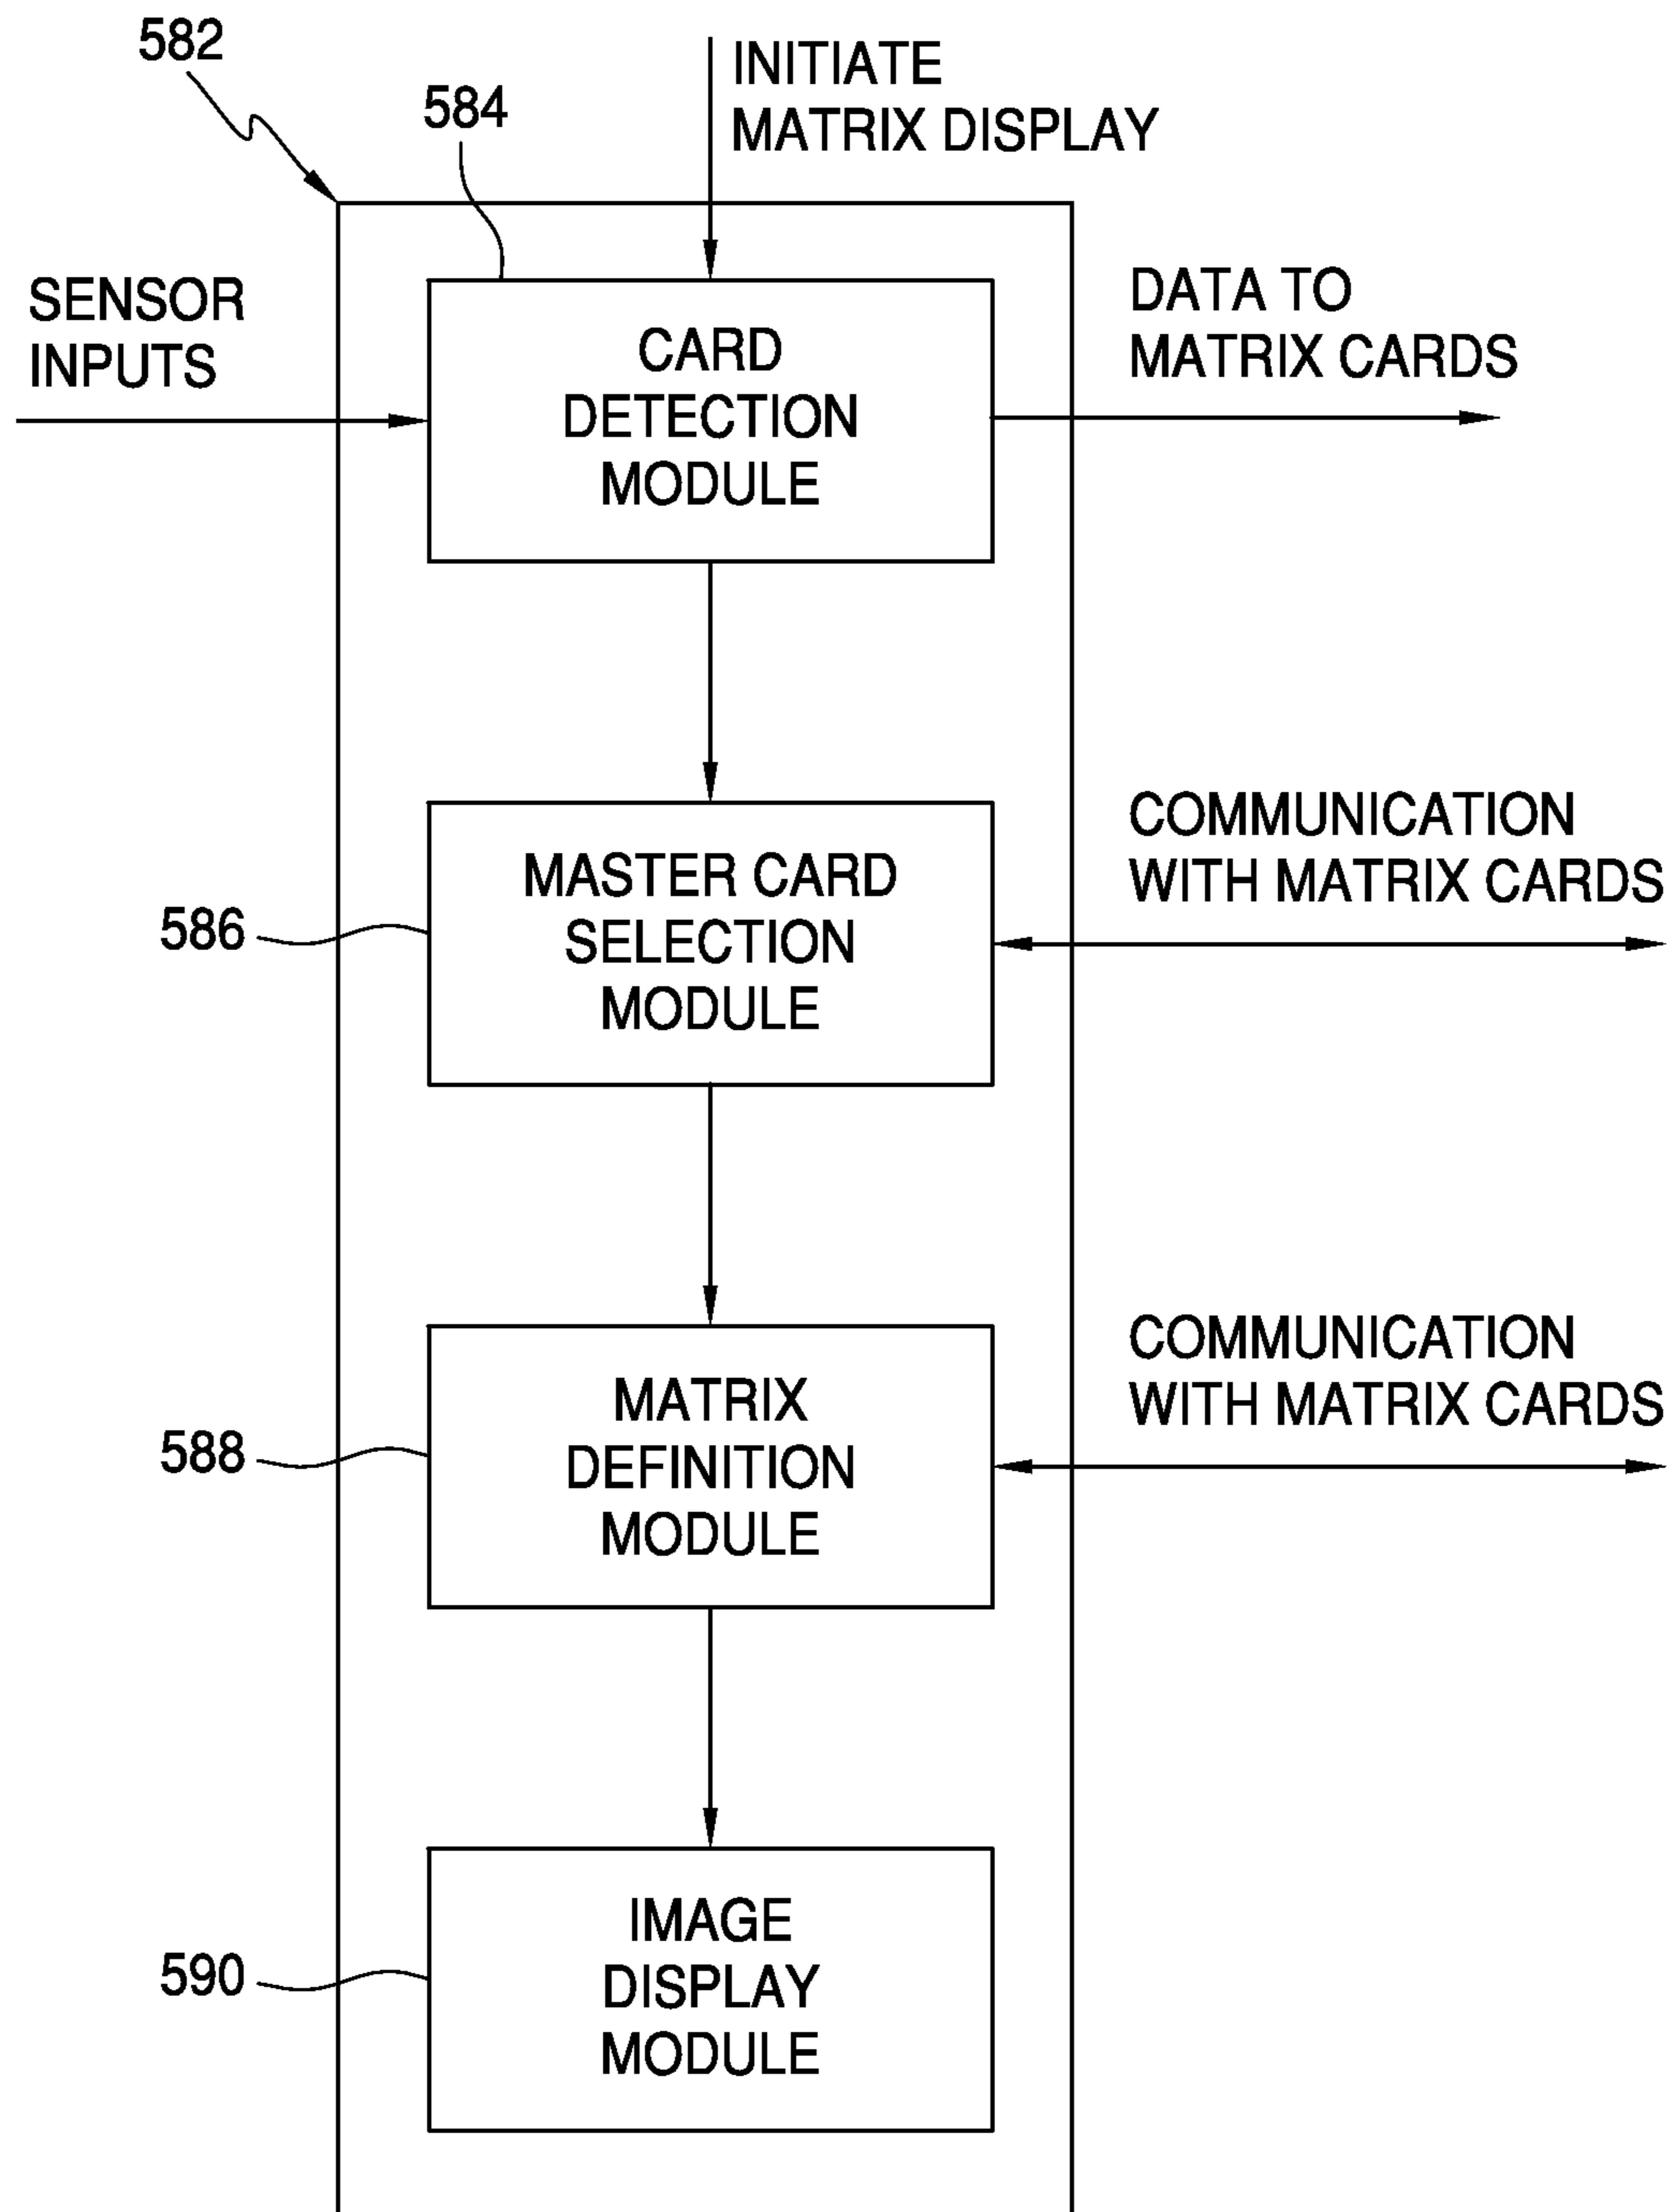 582
584
INITIATE
MATRIX DISPLAY
SENSOR
INPUTS
CARD
DETECTION
MODULE
DATA TO
MATRIX CARDS
586
MASTER CARD
SELECTION
MODULE
COMMUNICATION
WITH MATRIX CARDS
588
MATRIX
DEFINITION
MODULE
COMMUNICATION
WITH MATRIX CARDS
590
IMAGE
DISPLAY
MODULE